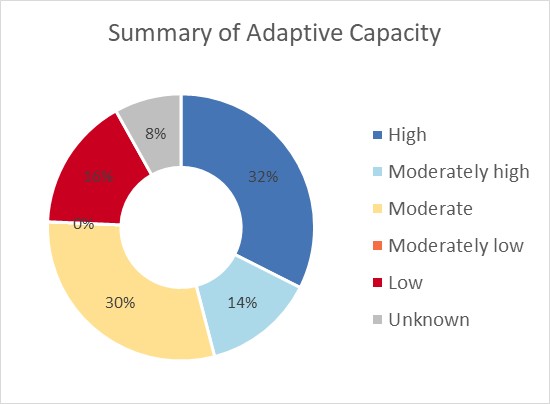 Summary of Adaptive Capacity
8%
32%
16%
0%
30%
14%
High
Moderately high
Moderate
Moderately low
Low
Unknown